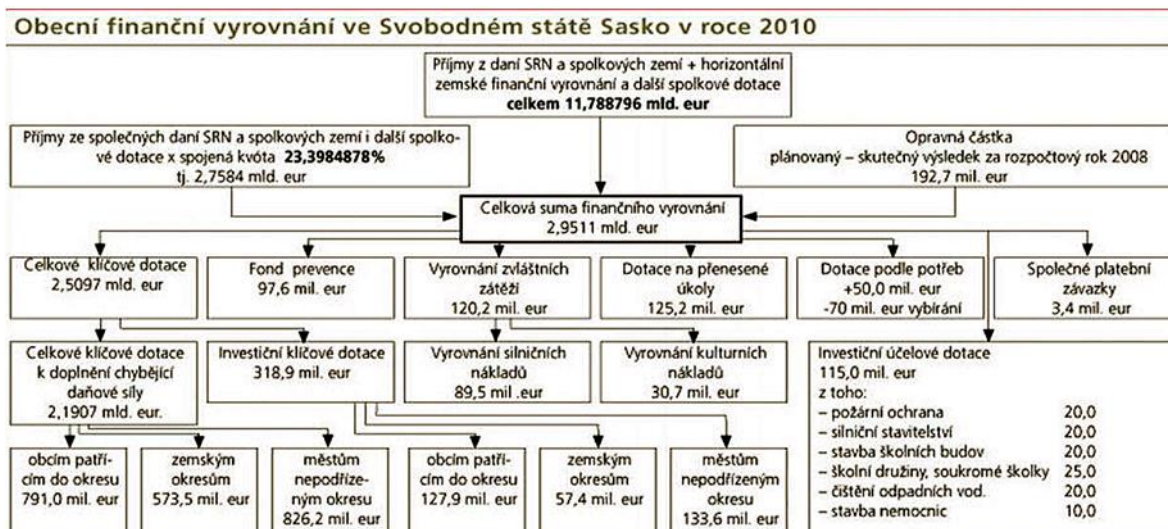 Obecní finanční vyrovnání ve Svobodném státě Sasko v roce 2010
Příjmy z daní SRN a spolkových zemí + horizontální
zemské finanční vyrovnání a další spolkové dotace
celkem 11,788796 mld. eur
Příjmy ze společných daní SRN a spolkových zemí i další spolko-
vé dotace x spojená kvóta 23,3984878%
tj. 2,7584 mld. eur
Opravná částka
plánovaný – skutečný výsledek za rozpočtový rok 2008
192,7 mil. eur
Celková suma finančního vyrovnání
2,9511 mld. eur
Celkové klíčové dotace
2,5097 mld. eur
Fond prevence
97,6 mil. eur
Vyrovnání zvláštních
zátěží
120,2 mil. eur
Dotace na přenesené
úkoly
125,2 mil. eur
Dotace podle potřeb
+50,0 mil. eur
-70 mil. eur vybírání
Společné platební
závazky
3,4 mil. eur
Celkové klíčové dotace
k doplnění chybějící
daňové síly
2,1907 mld. eur.
Investiční klíčové dotace
318,9 mil. eur
Vyrovnání silničních
nákladů
89,5 mil .eur
Vyrovnání kulturních
nákladů
30,7 mil. eur
Investiční účelové dotace
115,0 mil. eur
z toho:
– požární ochrana 20,0
– silniční stavitelství 20,0
– stavba školních budov 20,0
– školní družiny, soukromé školky 25,0
– čištění odpadních vod. 20,0
– stavba nemocnic 10,0
obcím patří-
cím do okresu
791,0 mil. eur
zemským
okresům
573,5 mil. eur
městům
nepodříze-
ným okresu
826,2 mil. eur
obcím patří-
cím do okresu
127,9 mil. eur
zemským
okresům
57,4 mil. eur
městům
nepodřízeným
okresu
133,6 mil. eur